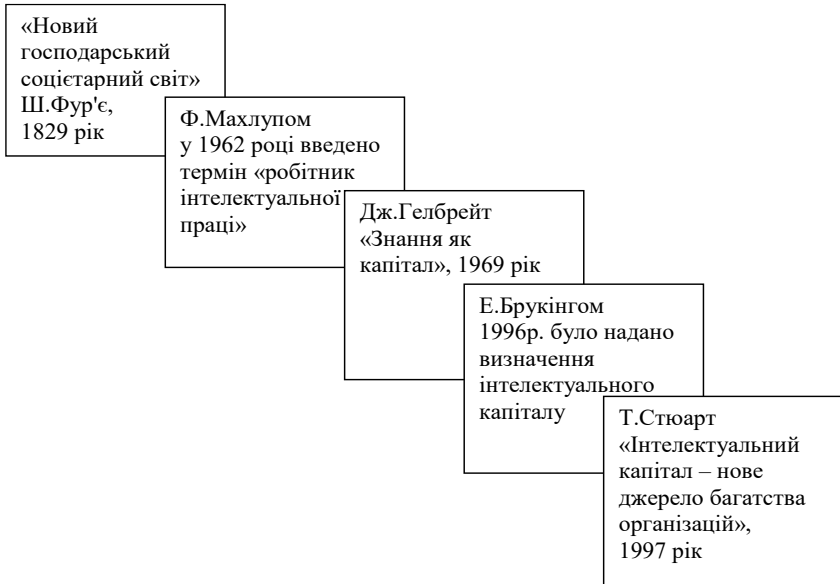 «Новий
господарський
соцієтарний світ»
Ш.Фур'є,
1829 рік
Ф.Махлупом
у 1962 році введено
термін «робітник
інтелектуальної
праці»
Дж.Гелбрейт
«Знання як
капітал», 1969 рік
Е.Брукінгом
1996р. було надано
визначення
інтелектуального
капіталу
Т.Стюарт
«Інтелектуальний
капітал – нове
джерело багатства
організацій»,
1997 рік